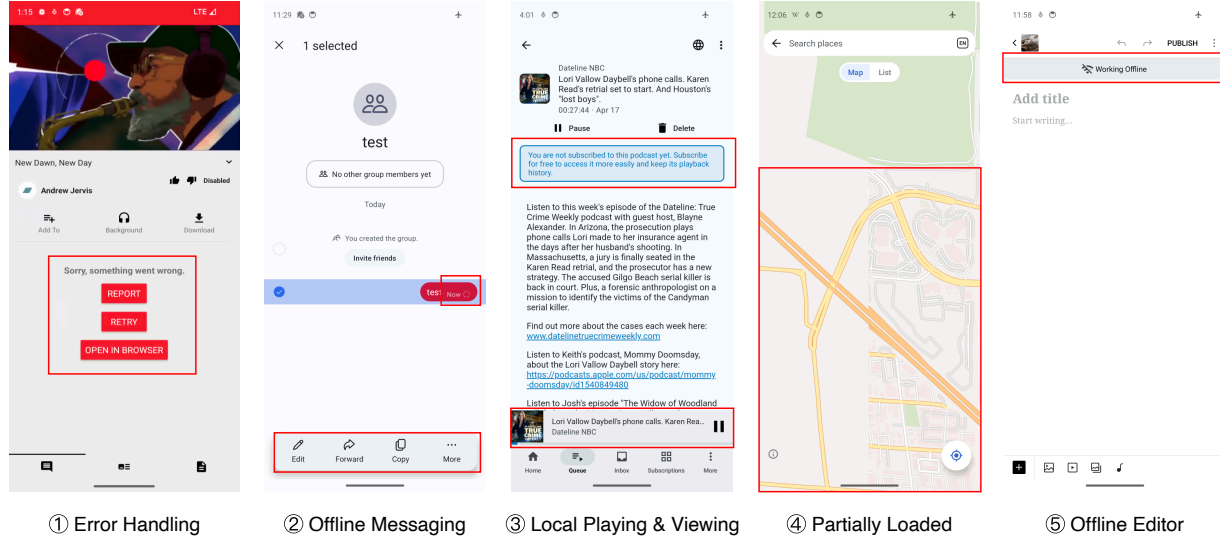 1:15
LTE
New Dawn, New Day
Andrew Jervis
Disabled
Add To
Background
Download
Sorry, something went wrong.
REPORT
RETRY
OPEN IN BROWSER
① Error Handling
11:29
1 selected
test
No other group members yet
Today
You created the group.
Invite friends
test
Now
Edit
Forward
Copy
More
② Offline Messaging
4:01
Dateline NBC
Lori Vallow Daybell's phone calls. Karen
Read's retrial set to start. And Houston's
"lost boys".
00:27:44 · Apr 17
Pause
Delete
You are not subscribed to this podcast yet. Subscribe
for free to access it more easily and keep its playback
history.
Listen to this week's episode of the Dateline: True
Crime Weekly podcast with guest host, Blayne
Alexander. In Arizona, the prosecution plays
phone calls Lori made to her insurance agent in
the days after her husband's shooting. In
Massachusetts, a jury is finally seated in the
Karen Read retrial, and the prosecutor has a new
strategy. The accused Gilgo Beach serial killer is
back in court. Plus, a forensic anthropologist on a
mission to identify the victims of the Candyman
serial killer.
Find out more about the cases each week here:
www.datelinetruecrimeweekly.com
Listen to Keith's podcast, Mommy Doomsday,
about the Lori Vallow Daybell story here:
https://podcasts.apple.com/us/podcast/mommy
-doomsday/id1540849480
Listen to Josh's episode "The Widow of Woodland
Lori Vallow Daybell's phone calls. Karen Rea...
Dateline NBC
Home
Queue
Inbox
Subscriptions
More
③ Local Playing & Viewing
12:06 W
Search places
EN
Map
List
④ Partially Loaded
11:58
PUBLISH
Working Offline
Add title
Start writing...
⑤ Offline Editor